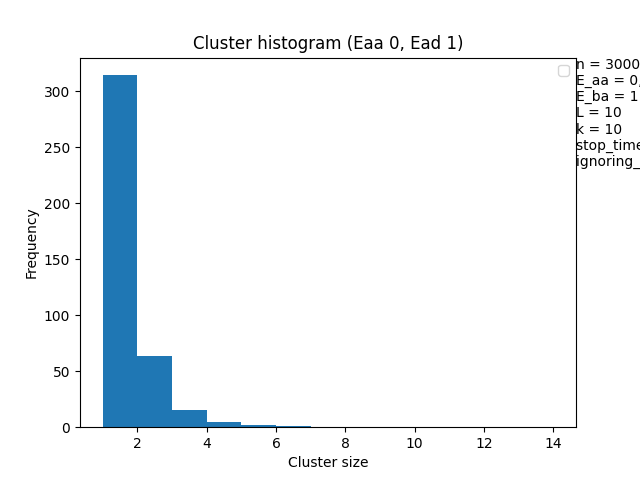 Cluster histogram (Eaa 0, Ead 1)
n = 3000
E_aa = 0,
E_ba = 1
L = 10
k = 10
stop_time
ignoring_
Frequency
300
250
200
150
100
50
0
2 4 6 8 10 12 14
Cluster size